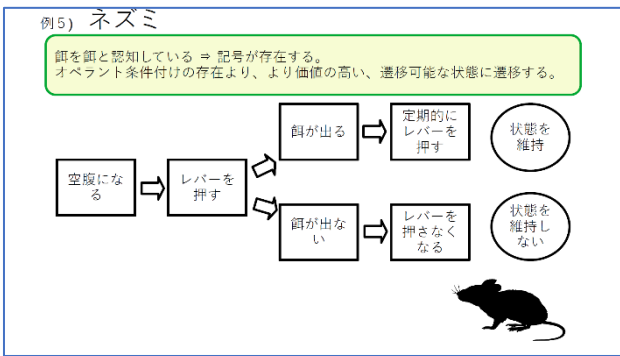 例5) ネズミ
餌を餌と認知している ⇒ 記号が存在する。
オペラント条件付けの存在より、より価値の高い、遷移可能な状態に遷移する。
空腹にな
る
レバーを
押す
餌が出る
定期的に
レバーを
押す
状態を
維持
餌が出な
い
レバーを
押さなく
なる
状態を
維持し
ない